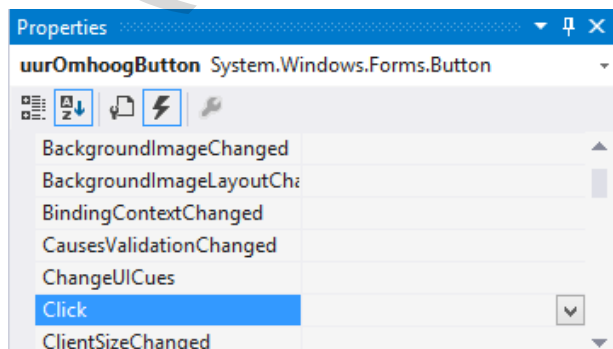 Properties
uurOmhoogButton System.Windows.Forms.Button
BackgroundImageChanged
BackgroundImageLayoutCha
BindingContextChanged
CausesValidationChanged
ChangeUICues
Click
ClientSizeChanged